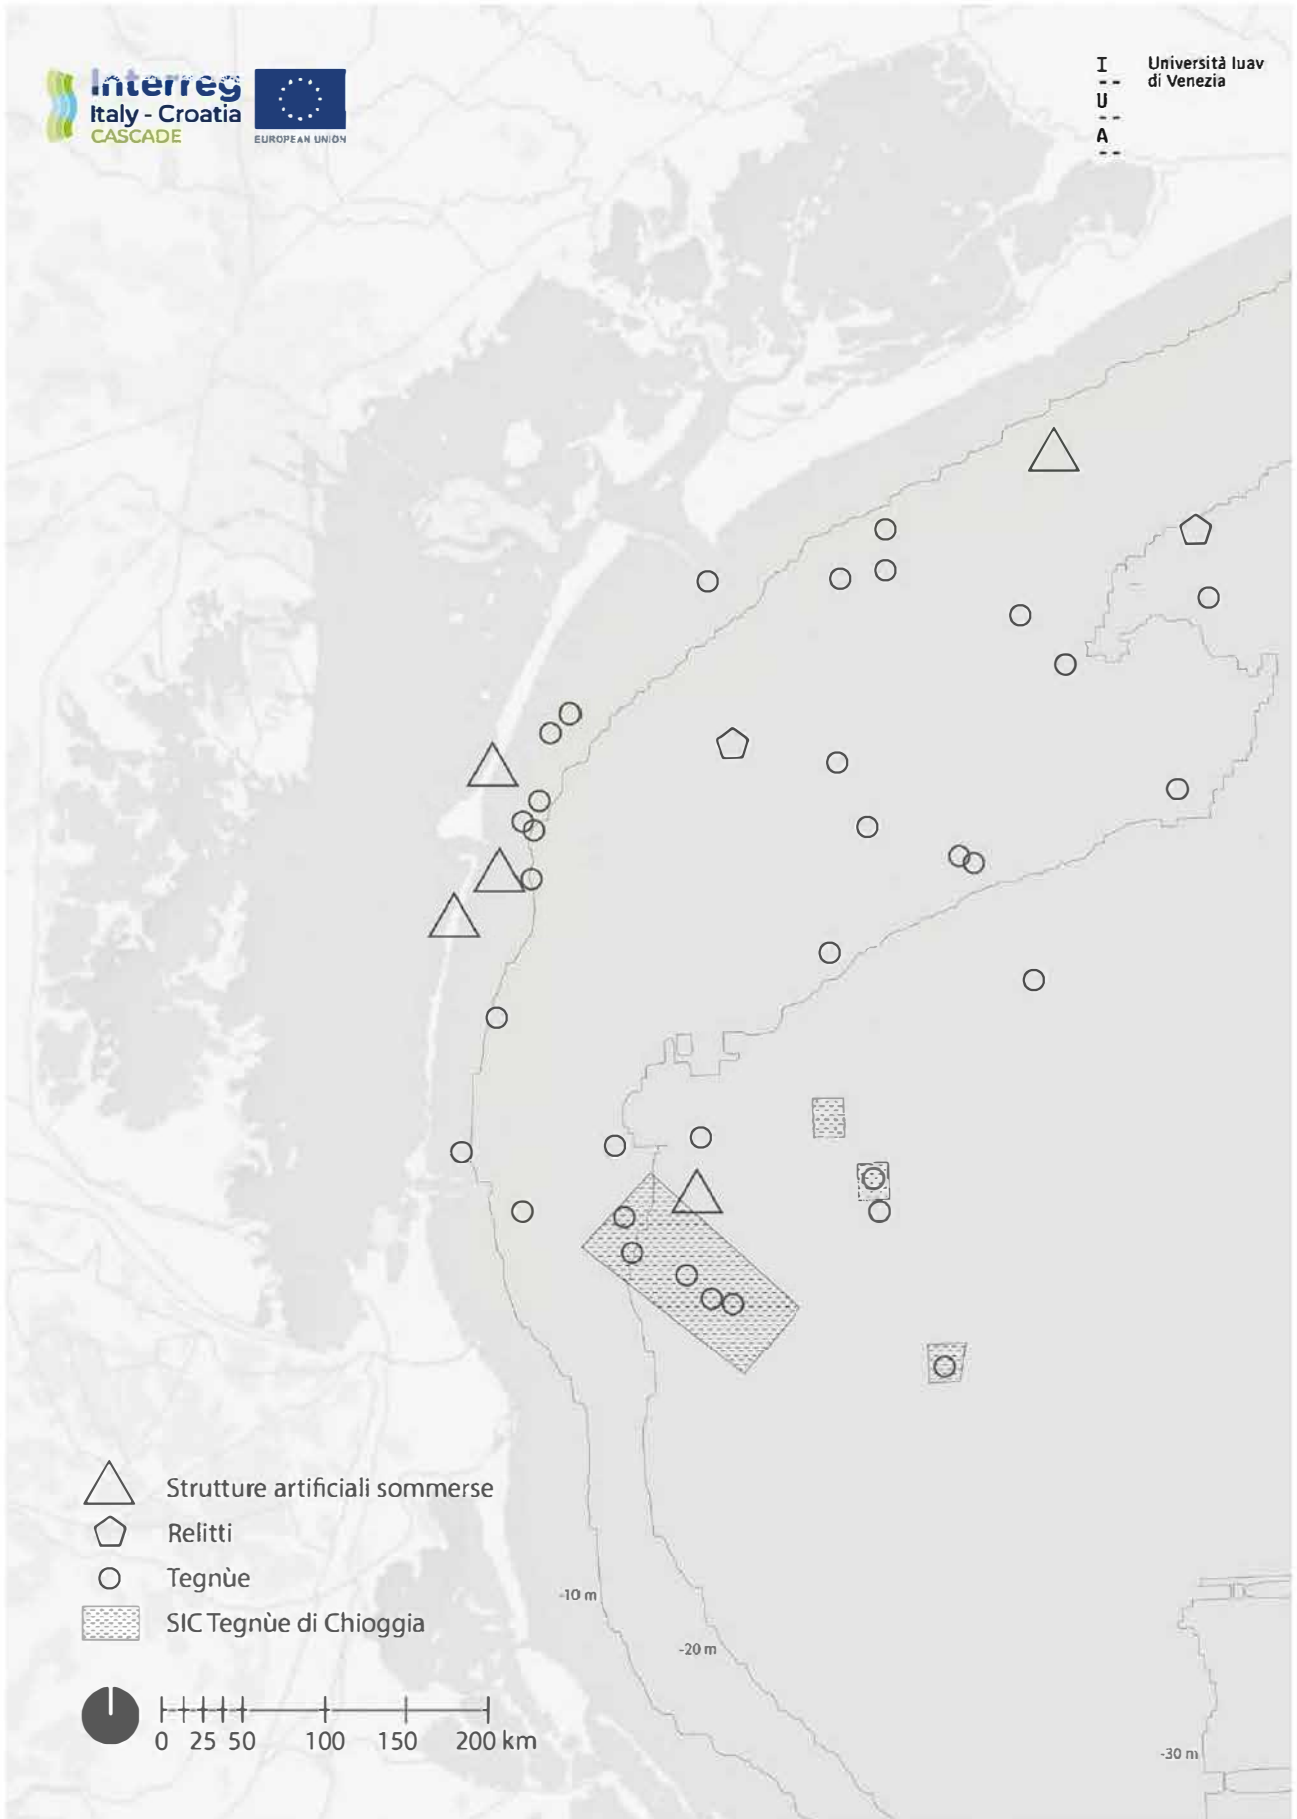 Interreg
Italy - Croatia
CASCADE
EUROPEAN UNION
I
--
U
--
A
--
Università Iuav
di Venezia
Strutture artificiali sommerse
Relitti
Tegnùe
SIC Tegnùe di Chioggia
0 25 50 100 150 200 km
-10 m
-20 m
-30 m